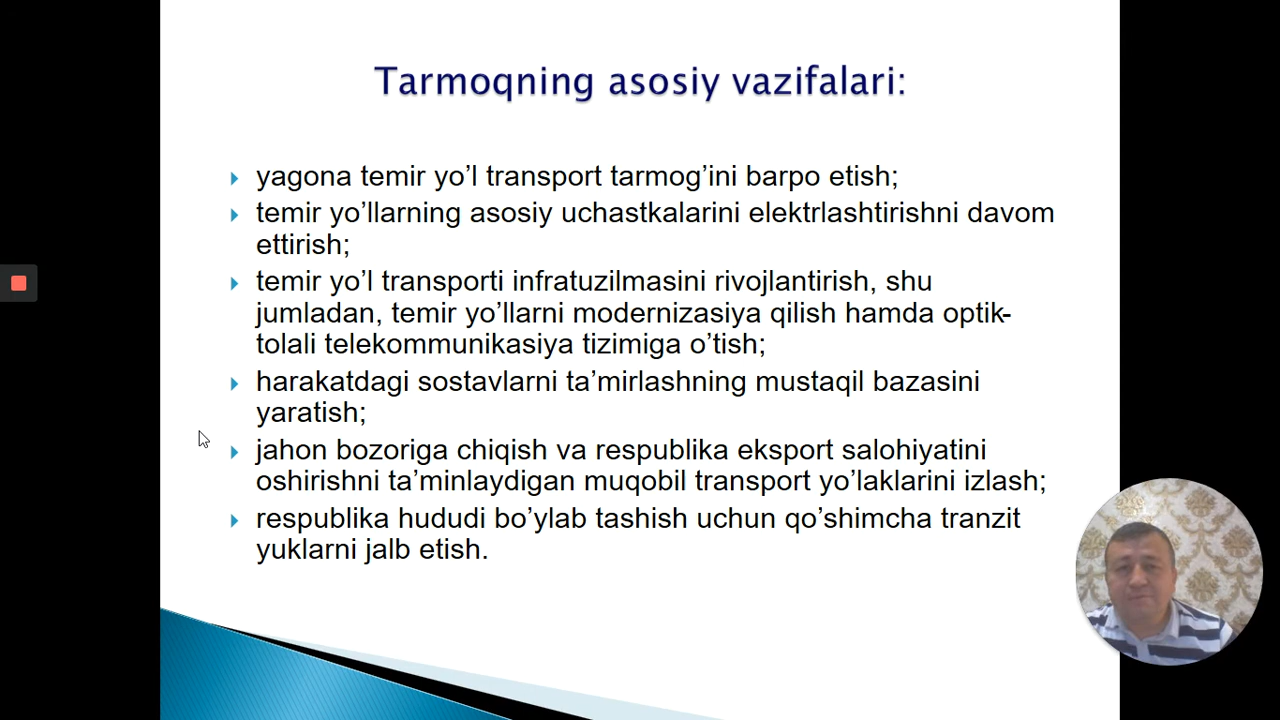 Tarmoqning asosiy vazifalari:
yagona temir yo’l transport tarmog’ini barpo etish;
temir yo’llarning asosiy uchastkalarini elektrlashtirishni davom
ettirish;
temir yo’l transporti infratuzilmasini rivojlantirish, shu
jumladan, temir yo’llarni modernizasiya qilish hamda optik-
tolali telekommunikasiya tizimiga o’tish;
harakatdagi sostavlarni ta’mirlashning mustaqil bazasini
yaratish;
jahon bozoriga chiqish va respublika eksport salohiyatini
oshirishni ta’minlaydigan muqobil transport yo’laklarini izlash;
respublika hududi bo’ylab tashish uchun qo’shimcha tranzit
yuklarni jalb etish.